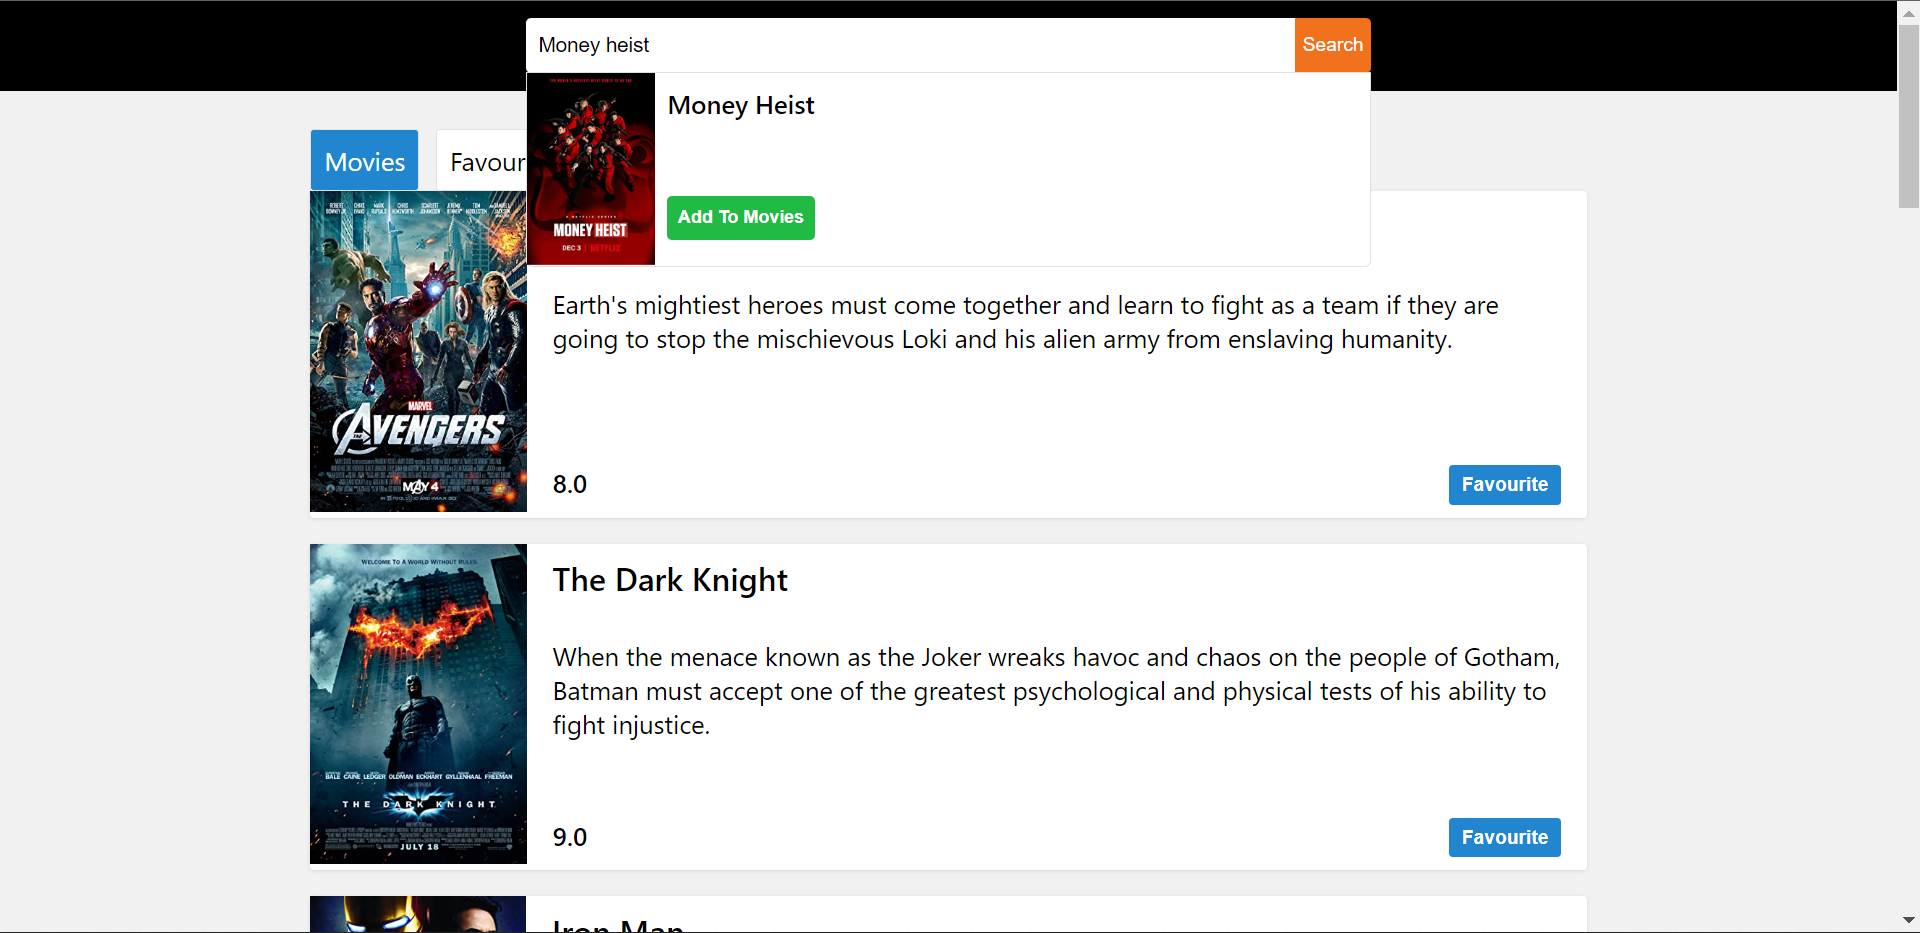 Money heist
Search
Money Heist
Add To Movies
MONEY HEIST
DEC 3 | NETFLIX
Movies
Favour
MARVEL
AVENGERS
MAY 4
Earth's mightiest heroes must come together and learn to fight as a team if they are
going to stop the mischievous Loki and his alien army from enslaving humanity.
8.0
Favourite
WELCOME TO A WORLD WITHOUT RULES.
BALE CAINE LEDGER OLDMAN ECKHART GYLLENHAAL FREEMAN
THE DARK KNIGHT
JULY 18
The Dark Knight
When the menace known as the Joker wreaks havoc and chaos on the people of Gotham,
Batman must accept one of the greatest psychological and physical tests of his ability to
fight injustice.
9.0
Favourite
Iron Man